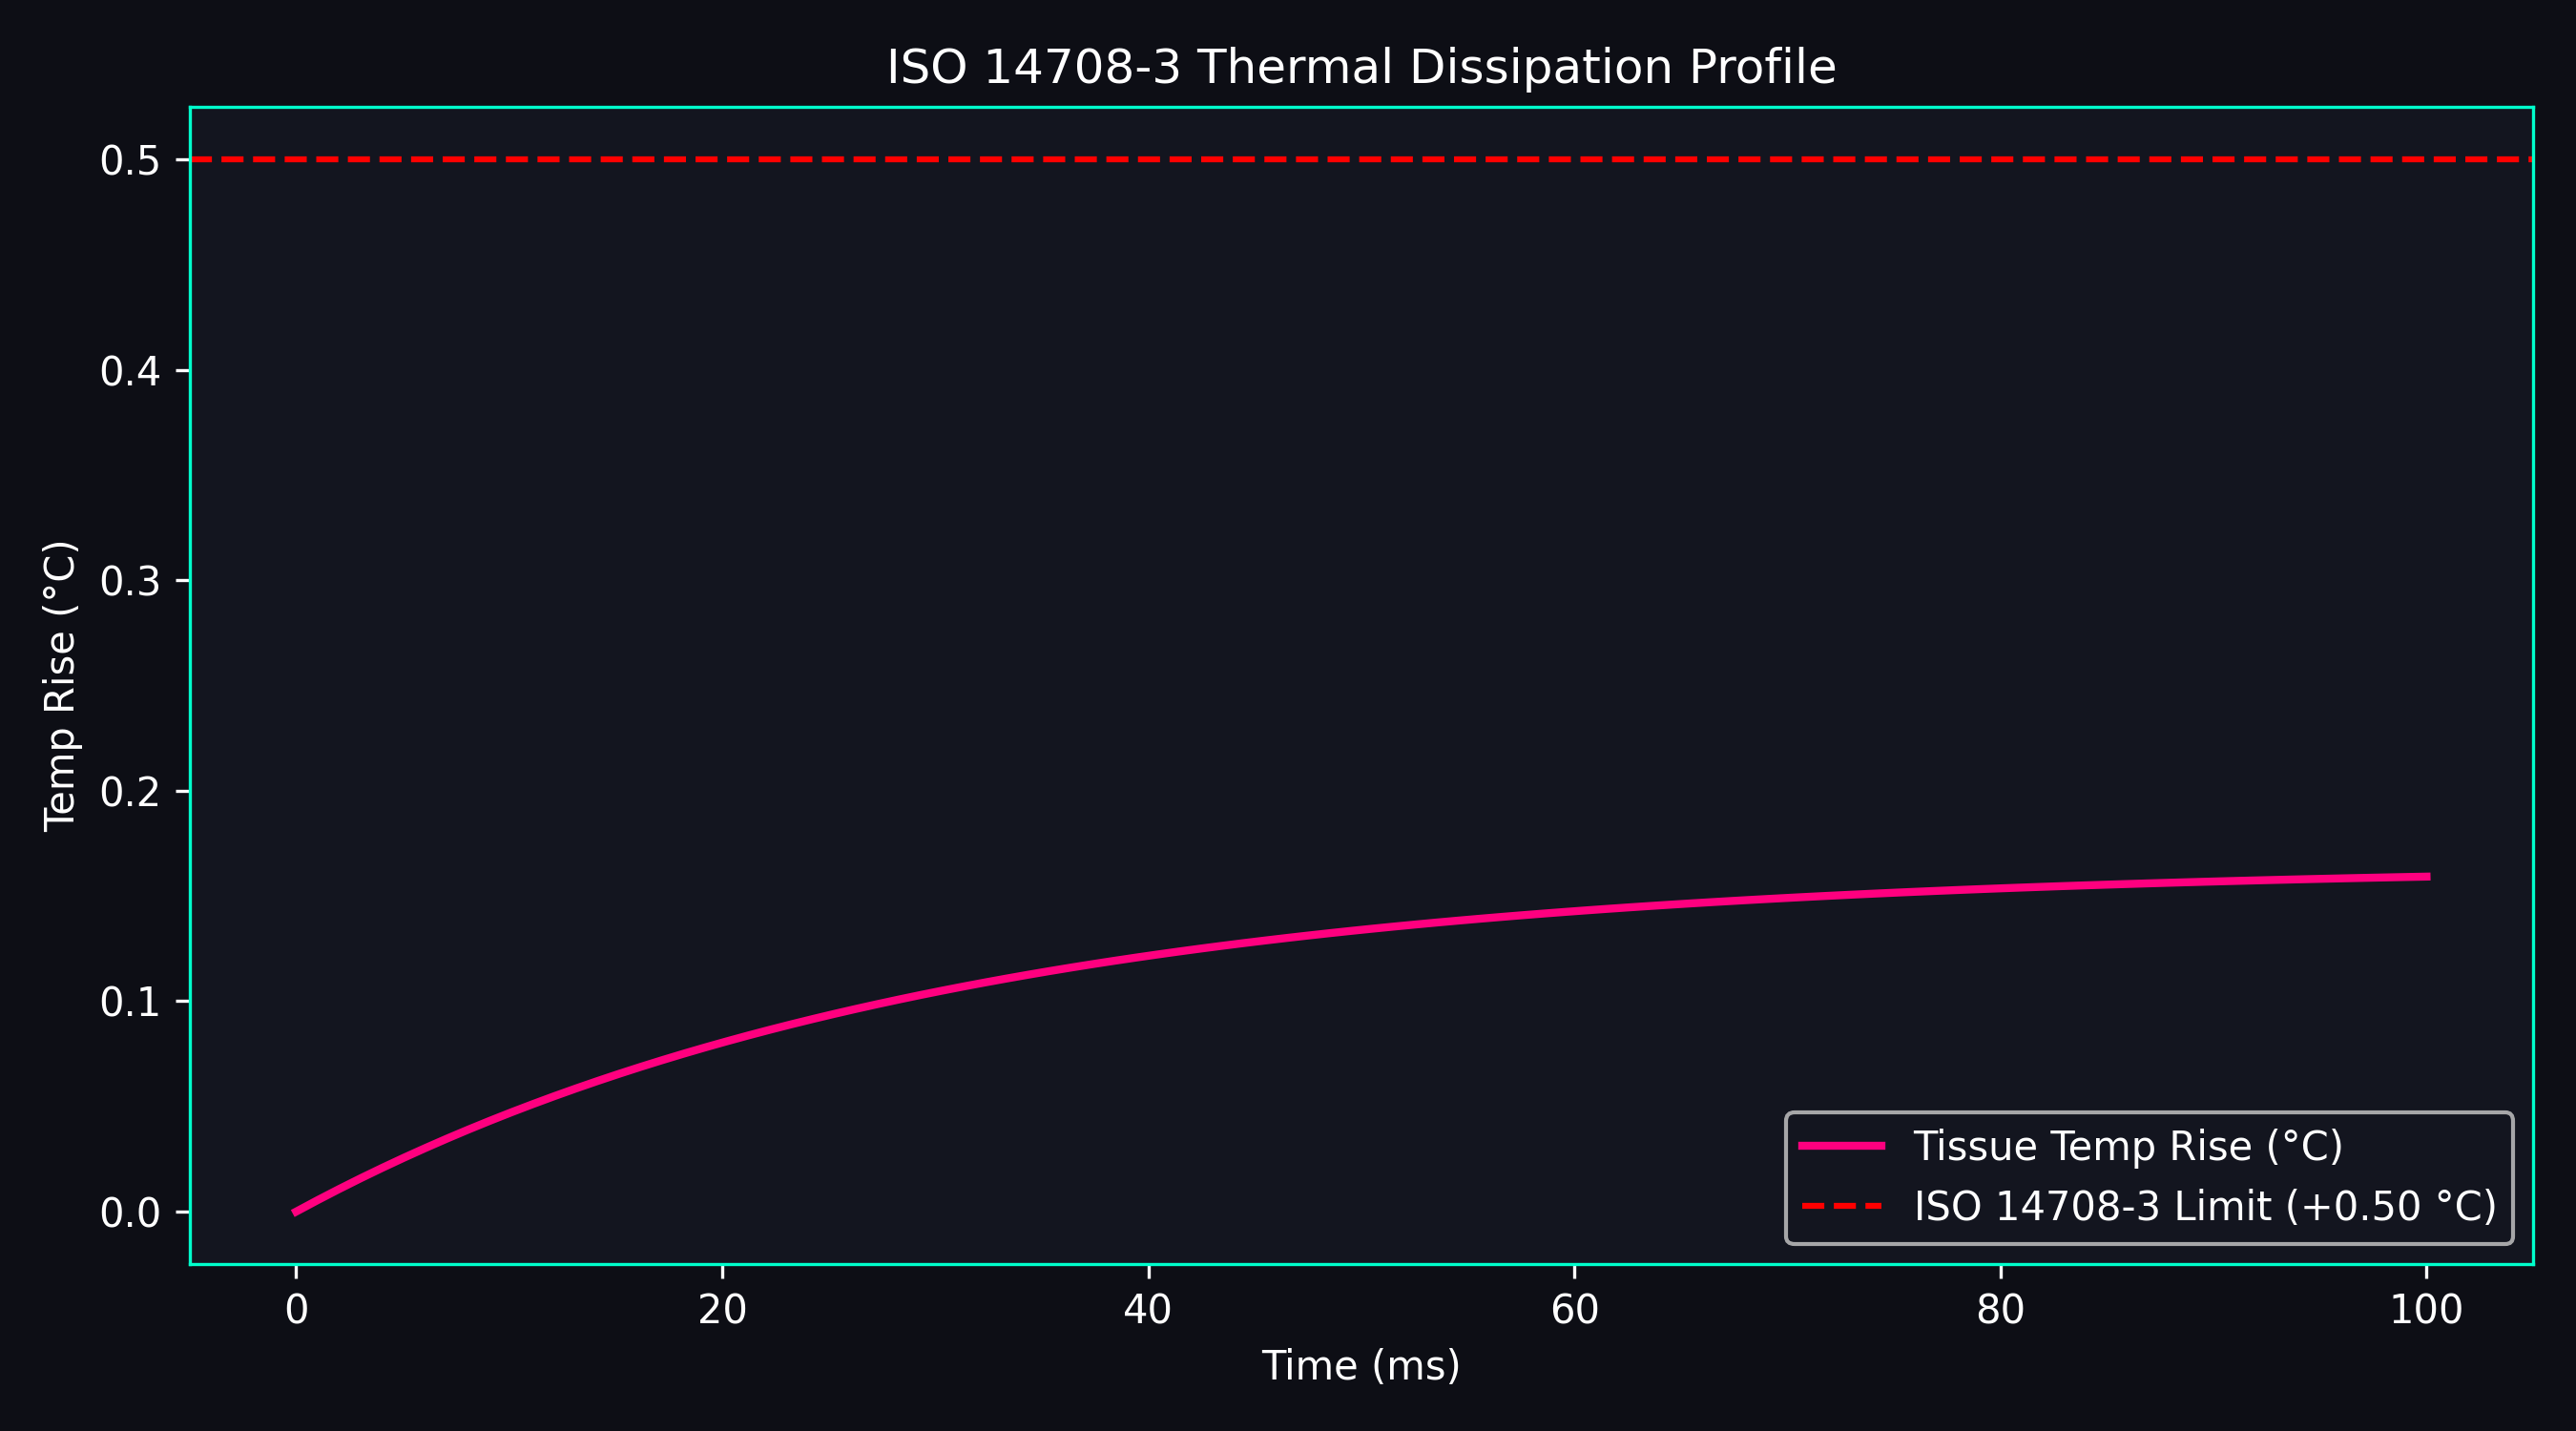 ISO 14708-3 Thermal Dissipation Profile
Temp Rise (°C)
0.5
0.4
0.3
0.2
0.1
0.0
Tissue Temp Rise (°C)
ISO 14708-3 Limit (+0.50 °C)
0 20 40 60 80 100
Time (ms)